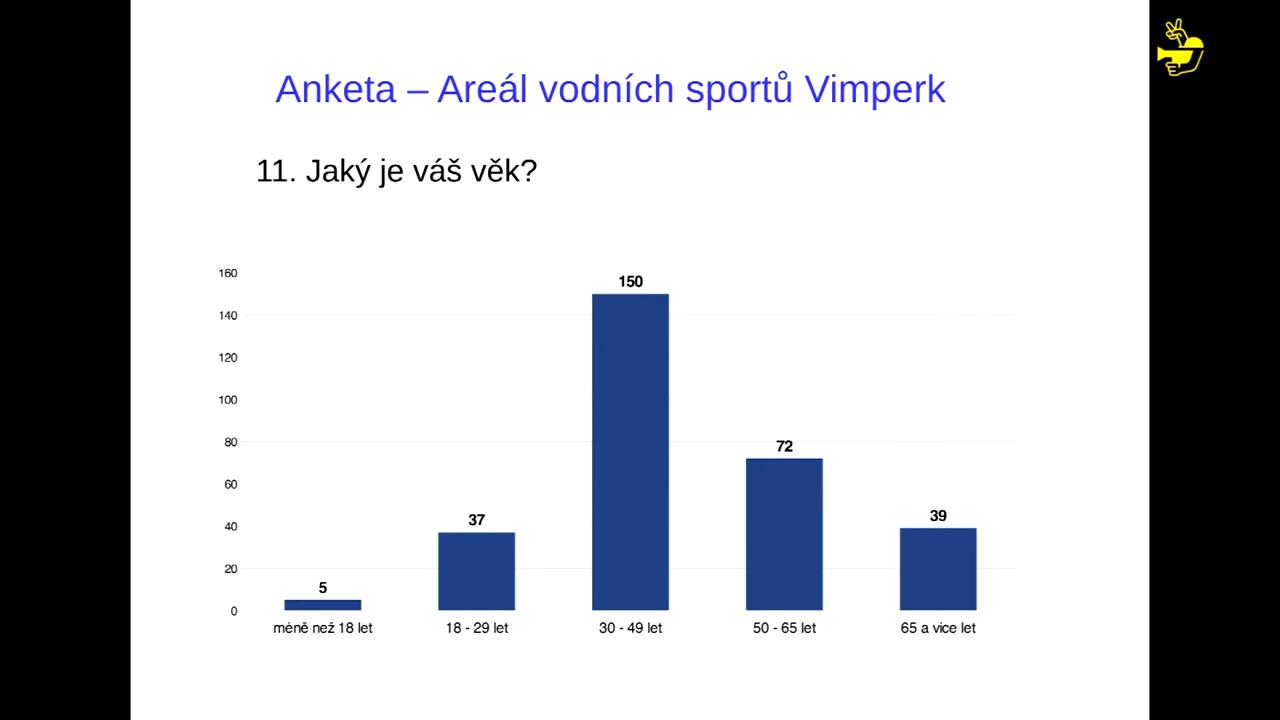 Anketa – Areál vodních sportů Vimperk
11. Jaký je váš věk?
160
140
120
100
80
60
40
20
0
5
37
150
72
39
méně než 18 let
18 - 29 let
30 - 49 let
50 - 65 let
65 a více let